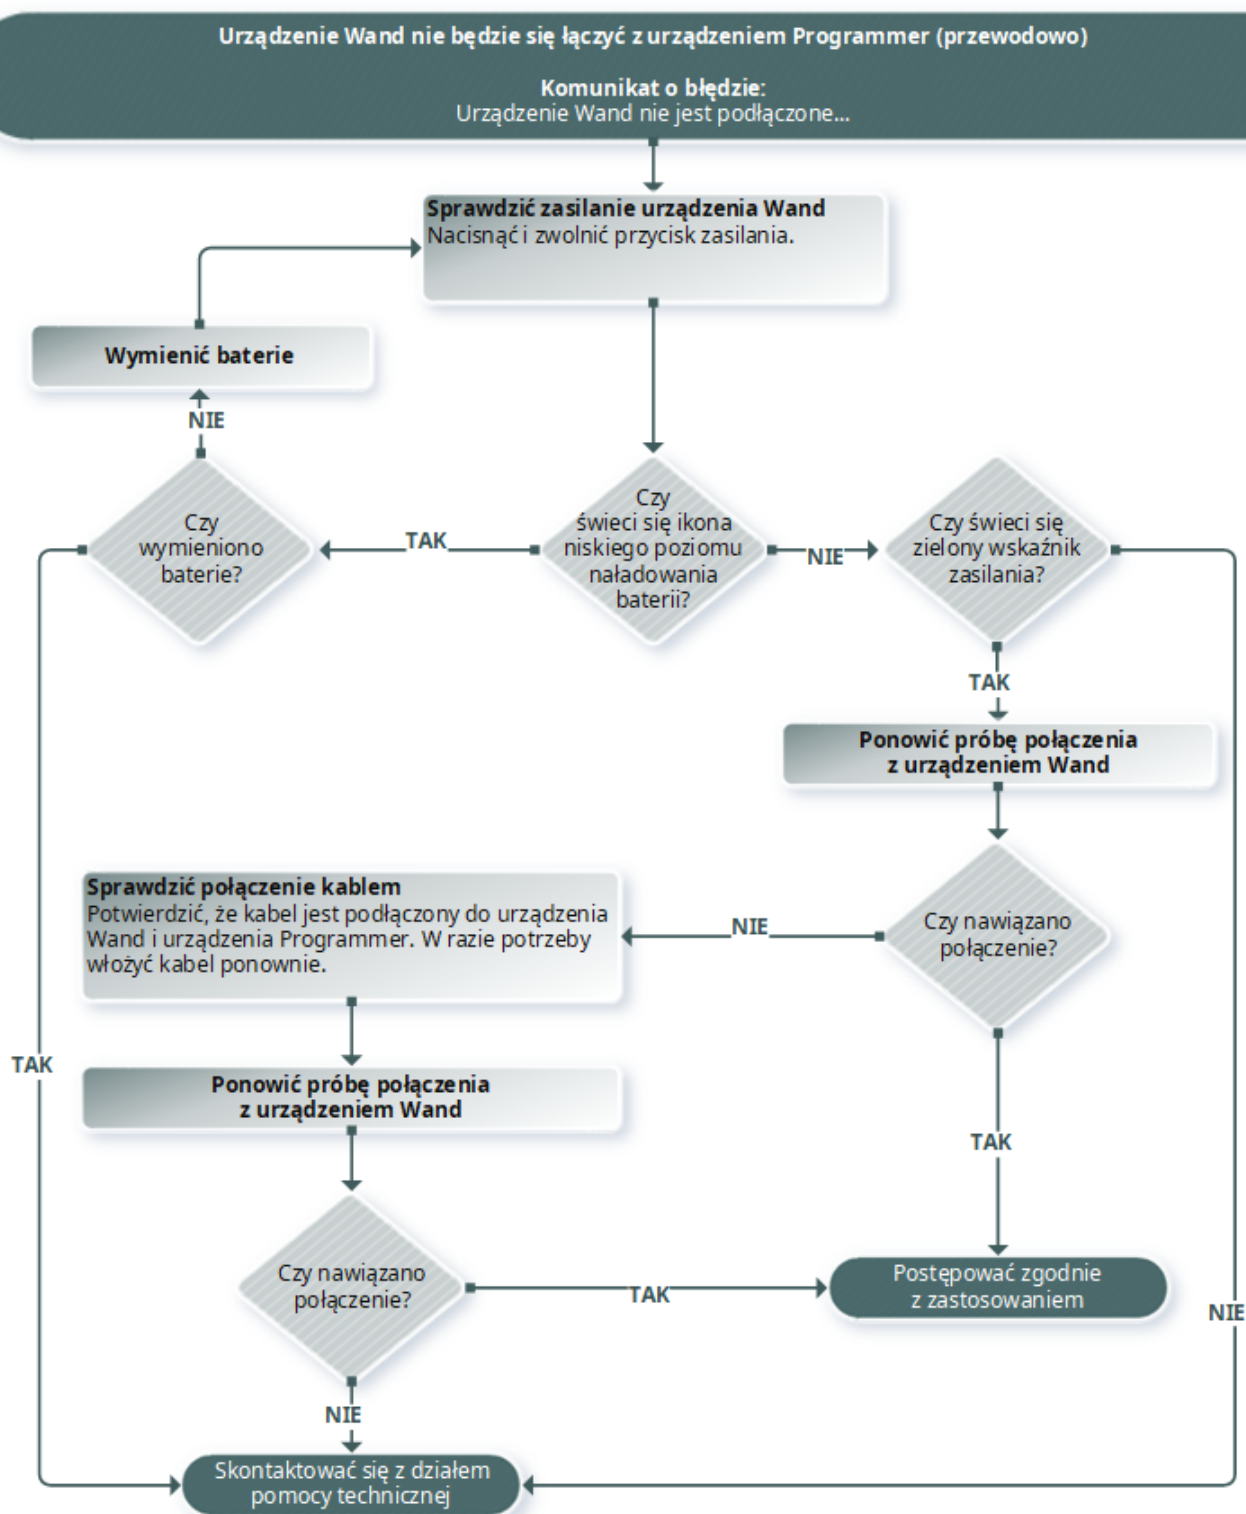 Urządzenie Wand nie będzie się łączyć z urządzeniem Programmer (przewodowo)
Komunikat o błędzie:
Urządzenie Wand nie jest podłączone...
Sprawdzić zasilanie urządzenia Wand
Nacisnąć i zwolnić przycisk zasilania.
Wymienić baterie
NIE
Czy
wymieniono
baterie?
TAK
Czy
świeci się ikona
niskiego poziomu
naładowania
baterii?
NIE
Czy świeci się
zielony wskaźnik
zasilania?
TAK
Ponowić próbę połączenia
z urządzeniem Wand
Sprawdzić połączenie kablem
Potwierdzić, że kabel jest podłączony do urządzenia
Wand i urządzenia Programmer. W razie potrzeby
włożyć kabel ponownie.
NIE
Czy nawiązano
połączenie?
TAK
Ponowić próbę połączenia
z urządzeniem Wand
TAK
Czy nawiązano
połączenie?
TAK
Postępować zgodnie
z zastosowaniem
NIE
NIE
Skontaktować się z działem
pomocy technicznej